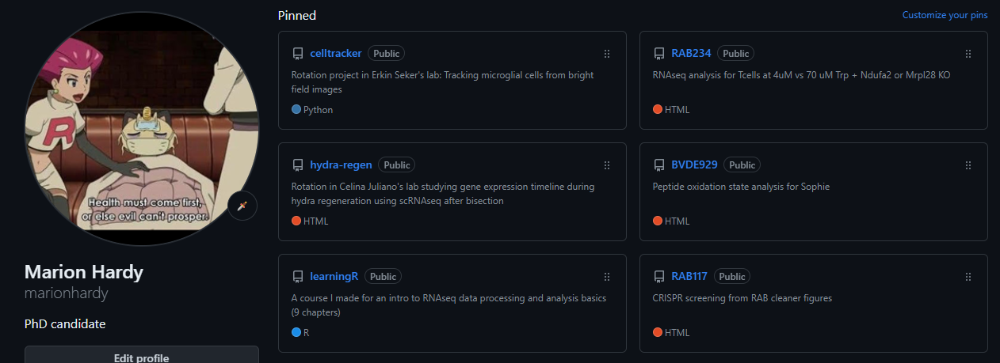 Pinned
Customize your pins
celltracker Public
Rotation project in Erkin Seker's lab: Tracking microglial cells from bright
field images
Python
RAB234 Public
RNAseq analysis for Tcells at 4uM vs 70 uM Trp + Ndufa2 or Mrpl28 KO
HTML
hydra-regen Public
Rotation in Celina Juliano's lab studying gene expression timeline during
hydra regeneration using scRNAseq after bisection
HTML
BVDE929 Public
Peptide oxidation state analysis for Sophie
HTML
learningR Public
A course I made for an intro to RNAseq data processing and analysis basics
(9 chapters)
R
RAB117 Public
CRISPR screening from RAB cleaner figures
HTML
R
Health must come first,
or else evil can't prosper.
Marion Hardy
marionhardy
PhD candidate
Edit profile